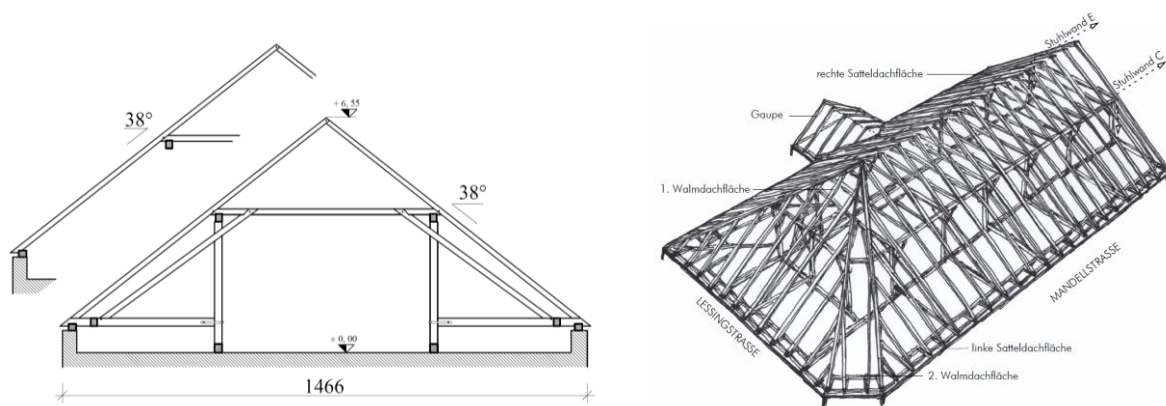 38°
+ 6, 55
38°
± 0, 00
1466
Stuhlwand E
Stuhlwand C
rechte Satteldachfläche
Gaupe
1. Walmdachfläche
LESSINGSTRASSE
MANDELLSTRASSE
linke Satteldachfläche
2. Walmdachfläche